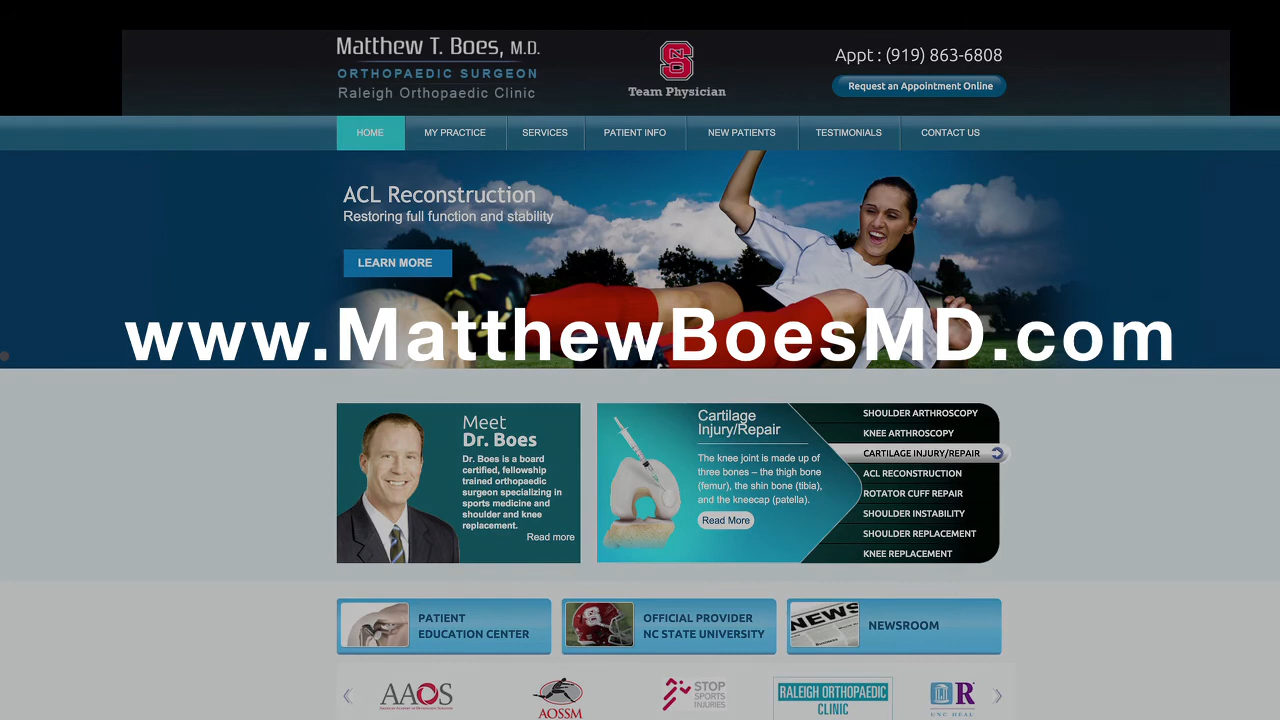 Matthew T. Boes, M.D.
ORTHOPAEDIC SURGEON
Raleigh Orthopaedic Clinic
NC
S
Team Physician
Appt : (919) 863-6808
Request an Appointment Online
HOME
MY PRACTICE
SERVICES
PATIENT INFO
NEW PATIENTS
TESTIMONIALS
CONTACT US
ACL Reconstruction
Restoring full function and stability
LEARN MORE
www.MatthewBoesMD.com
Meet
Dr. Boes
Dr. Boes is a board
certified, fellowship
trained orthopaedic
surgeon specializing in
sports medicine and
shoulder and knee
replacement.
Read more
Cartilage
Injury/Repair
The knee joint is made up of
three bones – the thigh bone
(femur), the shin bone (tibia),
and the kneecap (patella).
Read More
SHOULDER ARTHROSCOPY
KNEE ARTHROSCOPY
CARTILAGE INJURY/REPAIR
ACL RECONSTRUCTION
ROTATOR CUFF REPAIR
SHOULDER INSTABILITY
SHOULDER REPLACEMENT
KNEE REPLACEMENT
PATIENT
EDUCATION CENTER
OFFICIAL PROVIDER
NC STATE UNIVERSITY
NEWS
NEWSROOM
AAOS
AOSSM
STOP
SPORTS
INJURIES
RALEIGH ORTHOPAEDIC
CLINIC
R
UNC HEAL